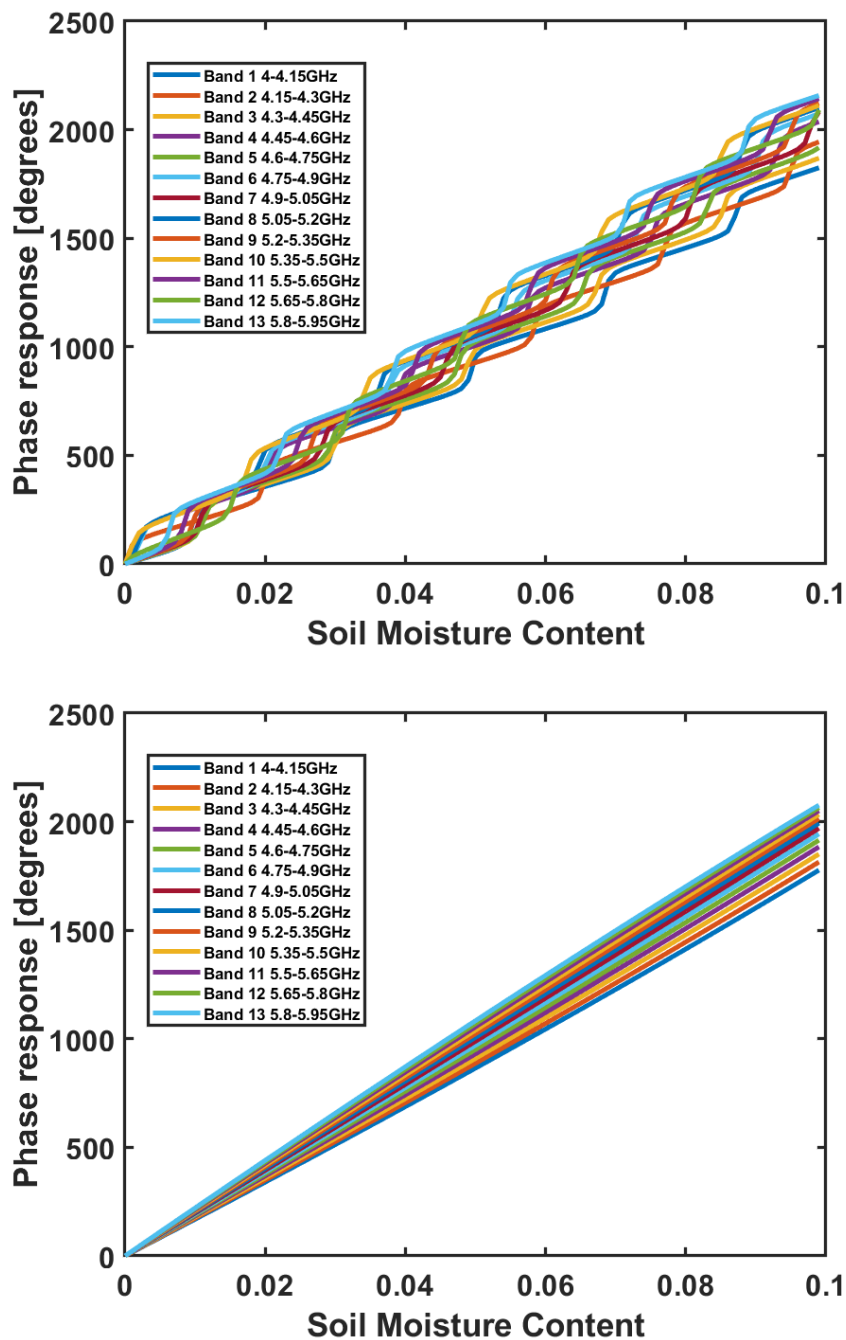 2500
2000
1500
1000
500
0
Phase response [degrees]
Band 1 4-4.15GHz
Band 2 4.15-4.3GHz
Band 3 4.3-4.45GHz
Band 4 4.45-4.6GHz
Band 5 4.6-4.75GHz
Band 6 4.75-4.9GHz
Band 7 4.9-5.05GHz
Band 8 5.05-5.2GHz
Band 9 5.2-5.35GHz
Band 10 5.35-5.5GHz
Band 11 5.5-5.65GHz
Band 12 5.65-5.8GHz
Band 13 5.8-5.95GHz
0 0.02 0.04 0.06 0.08 0.1
Soil Moisture Content
2500
2000
1500
1000
500
0
Phase response [degrees]
Band 1 4-4.15GHz
Band 2 4.15-4.3GHz
Band 3 4.3-4.45GHz
Band 4 4.45-4.6GHz
Band 5 4.6-4.75GHz
Band 6 4.75-4.9GHz
Band 7 4.9-5.05GHz
Band 8 5.05-5.2GHz
Band 9 5.2-5.35GHz
Band 10 5.35-5.5GHz
Band 11 5.5-5.65GHz
Band 12 5.65-5.8GHz
Band 13 5.8-5.95GHz
0 0.02 0.04 0.06 0.08 0.1
Soil Moisture Content